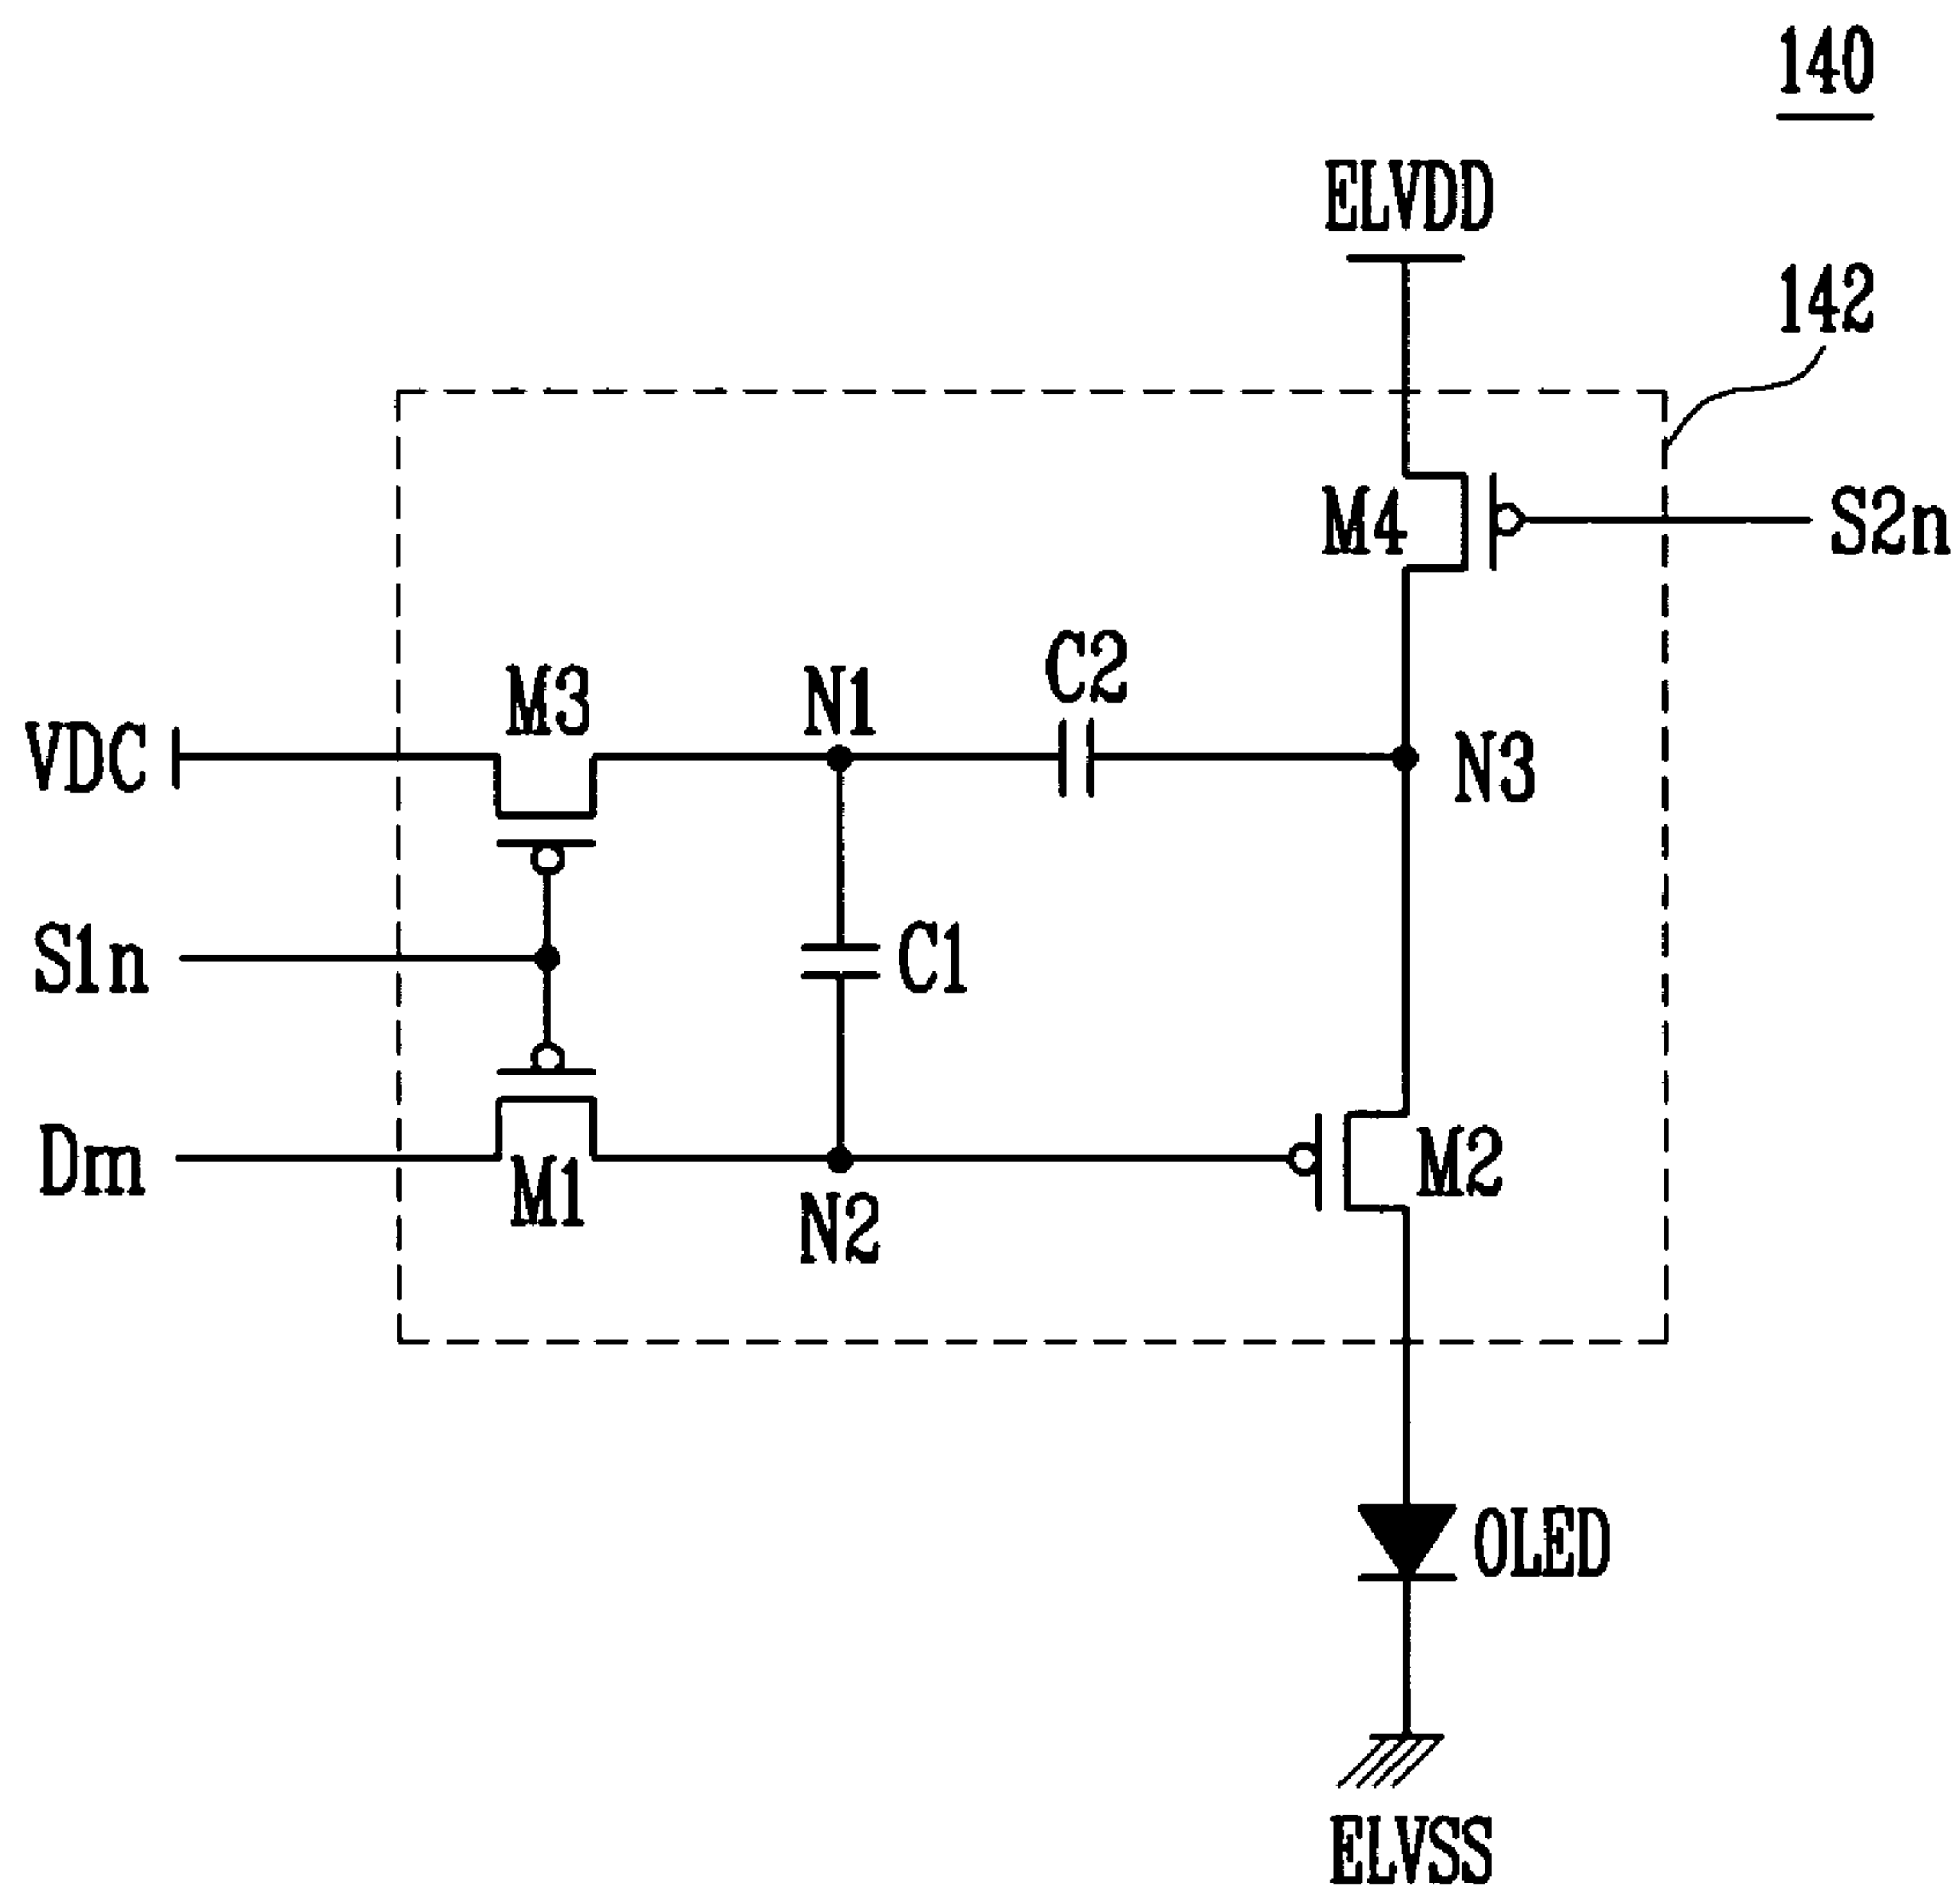 140
ELVDD
142
M4
S2n
C2
M3
N1
VDC
N3
S1n
C1
Dm
M1
M2
N2
OLED
ELVSS